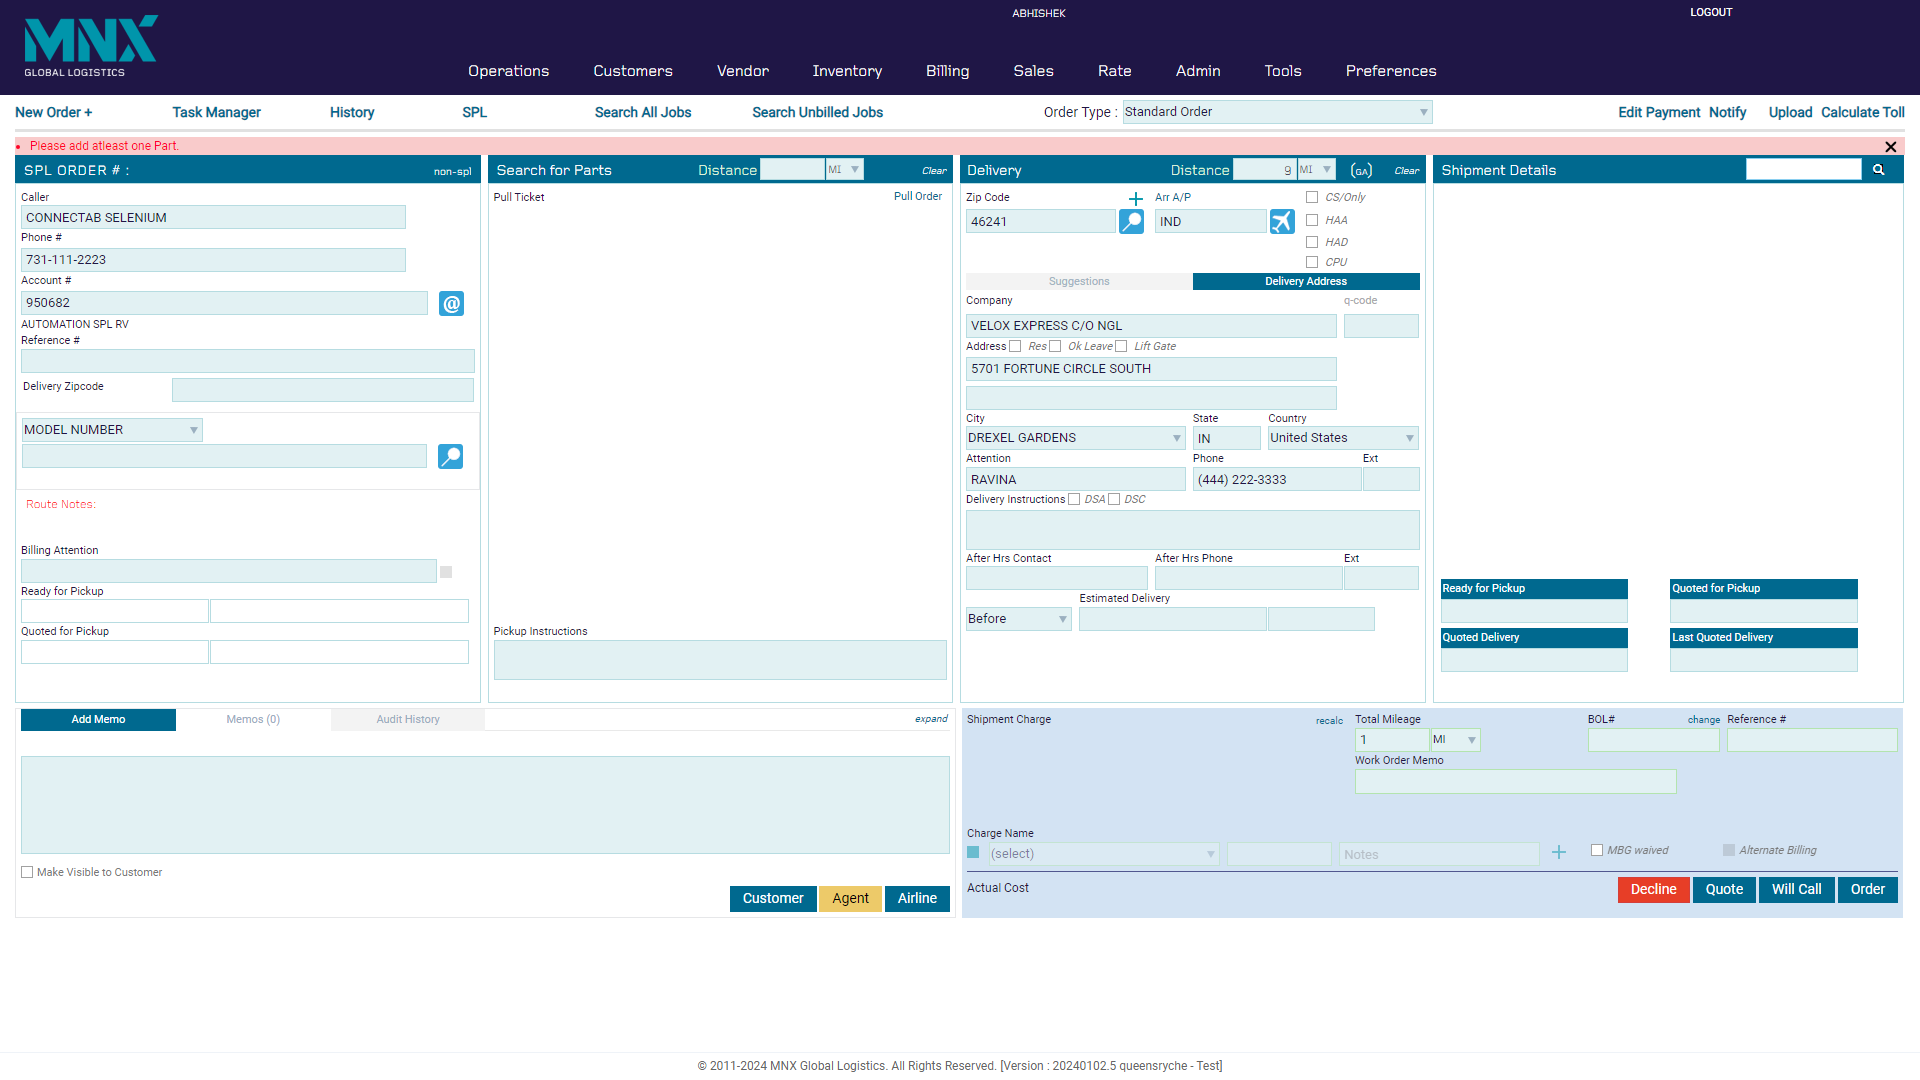 ABHISHEK
LOGOUT
MNX
GLOBAL LOGISTICS
Operations Customers Vendor Inventory Billing Sales Rate Admin Tools Preferences
New Order + Task Manager History SPL Search All Jobs Search Unbilled Jobs Order Type : Standard Order Edit Payment Notify Upload Calculate Toll
Please add atleast one Part.
SPL ORDER # : non-spl
Caller
CONNECTAB SELENIUM
Phone #
731-111-2223
Account #
950682
@
AUTOMATION SPL RV
Reference #
Delivery Zipcode
MODEL NUMBER
Route Notes:
Billing Attention
Ready for Pickup
Quoted for Pickup
Search for Parts Distance MI Clear
Pull Ticket Pull Order
Pickup Instructions
Delivery Distance 9 MI (GA) Clear
Zip Code + Arr A/P CS/Only
46241 IND HAA
HAD
CPU
Suggestions Delivery Address
Company q-code
VELOX EXPRESS C/O NGL
Address Res Ok Leave Lift Gate
5701 FORTUNE CIRCLE SOUTH
City State Country
DREXEL GARDENS IN United States
Attention Phone Ext
RAVINA (444) 222-3333
Delivery Instructions DSA DSC
After Hrs Contact After Hrs Phone Ext
Estimated Delivery
Before
Shipment Details
Ready for Pickup Quoted for Pickup
Quoted Delivery Last Quoted Delivery
Add Memo Memos (0) Audit History expand
Make Visible to Customer
Customer Agent Airline
Shipment Charge recalc Total Mileage BOL# change Reference #
1 MI
Work Order Memo
Charge Name
(select) Notes + MBG waived Alternate Billing
Actual Cost Decline Quote Will Call Order
© 2011-2024 MNX Global Logistics. All Rights Reserved. [Version : 20240102.5 queensryche - Test]